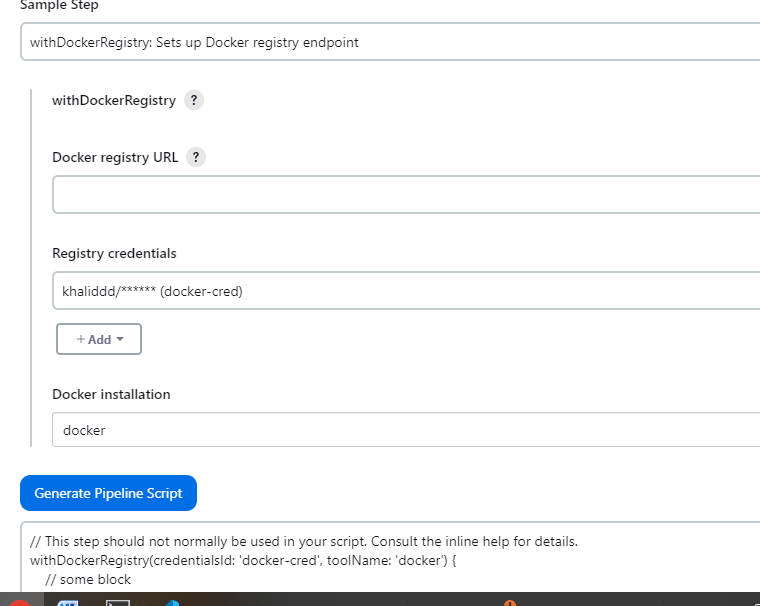 Sample Step
withDockerRegistry: Sets up Docker registry endpoint
withDockerRegistry ?
Docker registry URL ?
Registry credentials
khaliddd/****** (docker-cred)
+ Add
Docker installation
docker
Generate Pipeline Script
// This step should not normally be used in your script. Consult the inline help for details.
withDockerRegistry(credentialsId: 'docker-cred', toolName: 'docker') {
// some block